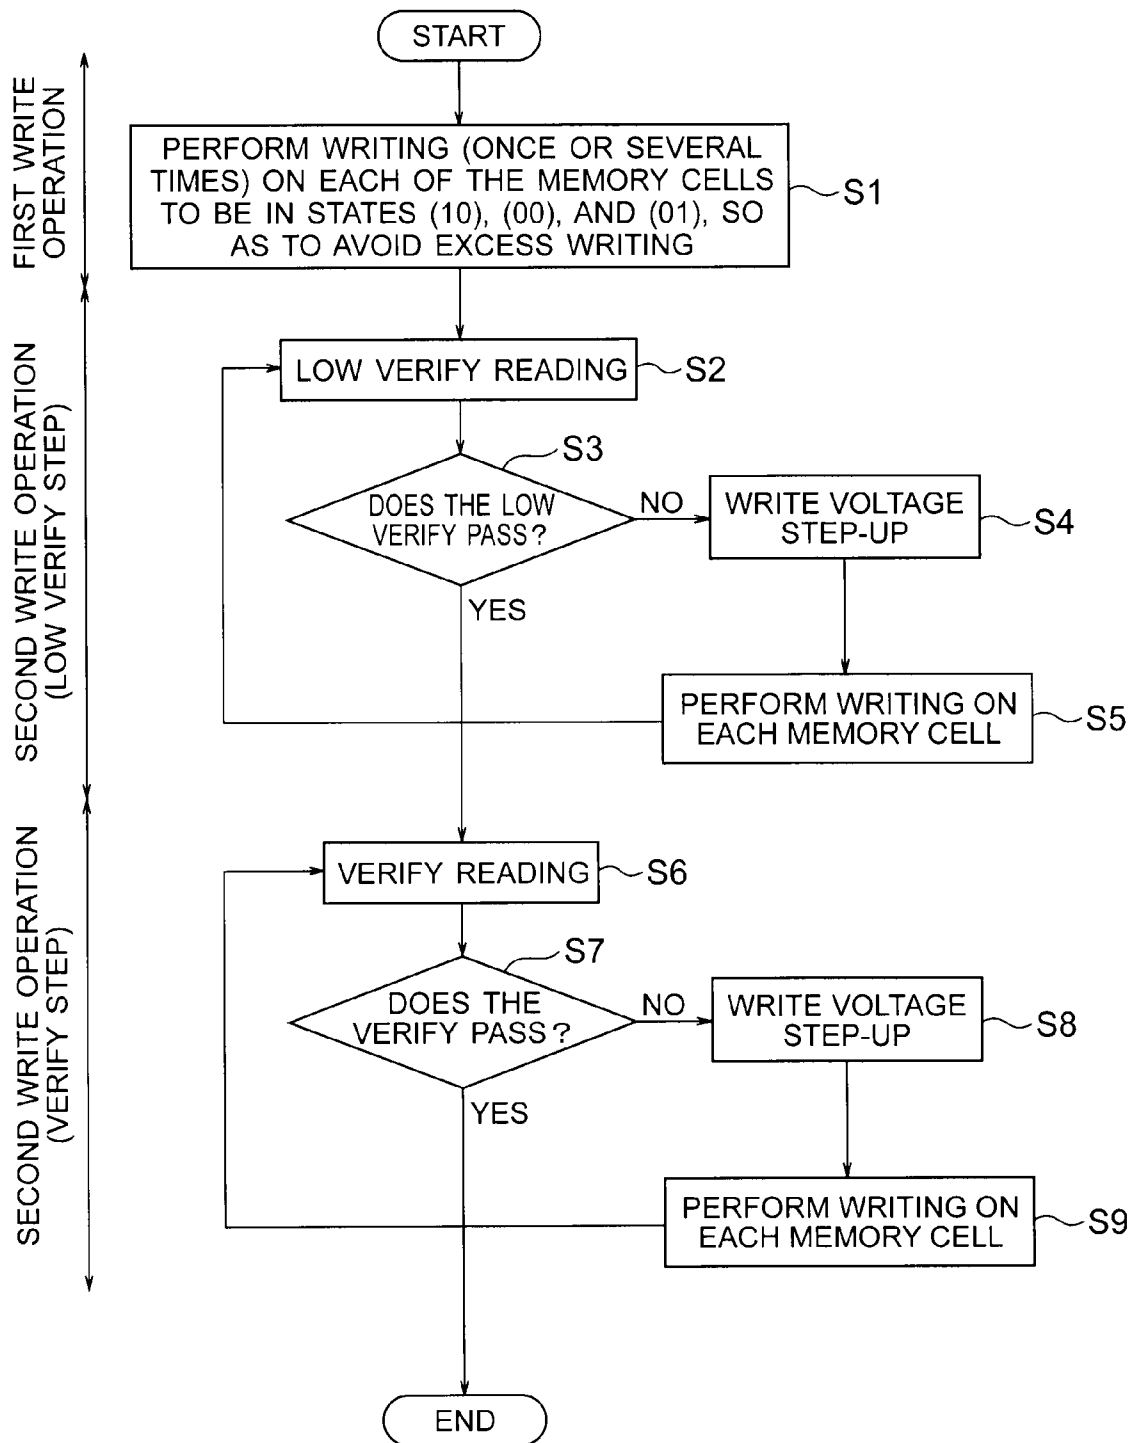 START
FIRST WRITE
OPERATION
PERFORM WRITING (ONCE OR SEVERAL
TIMES) ON EACH OF THE MEMORY CELLS
TO BE IN STATES (10), (00), AND (01), SO
AS TO AVOID EXCESS WRITING
S1
SECOND WRITE OPERATION
(LOW VERIFY STEP)
LOW VERIFY READING
S2
S3
DOES THE LOW
VERIFY PASS?
NO
YES
WRITE VOLTAGE
STEP-UP
S4
PERFORM WRITING ON
EACH MEMORY CELL
S5
SECOND WRITE OPERATION
(VERIFY STEP)
VERIFY READING
S6
S7
DOES THE
VERIFY PASS?
NO
YES
WRITE VOLTAGE
STEP-UP
S8
PERFORM WRITING ON
EACH MEMORY CELL
S9
END